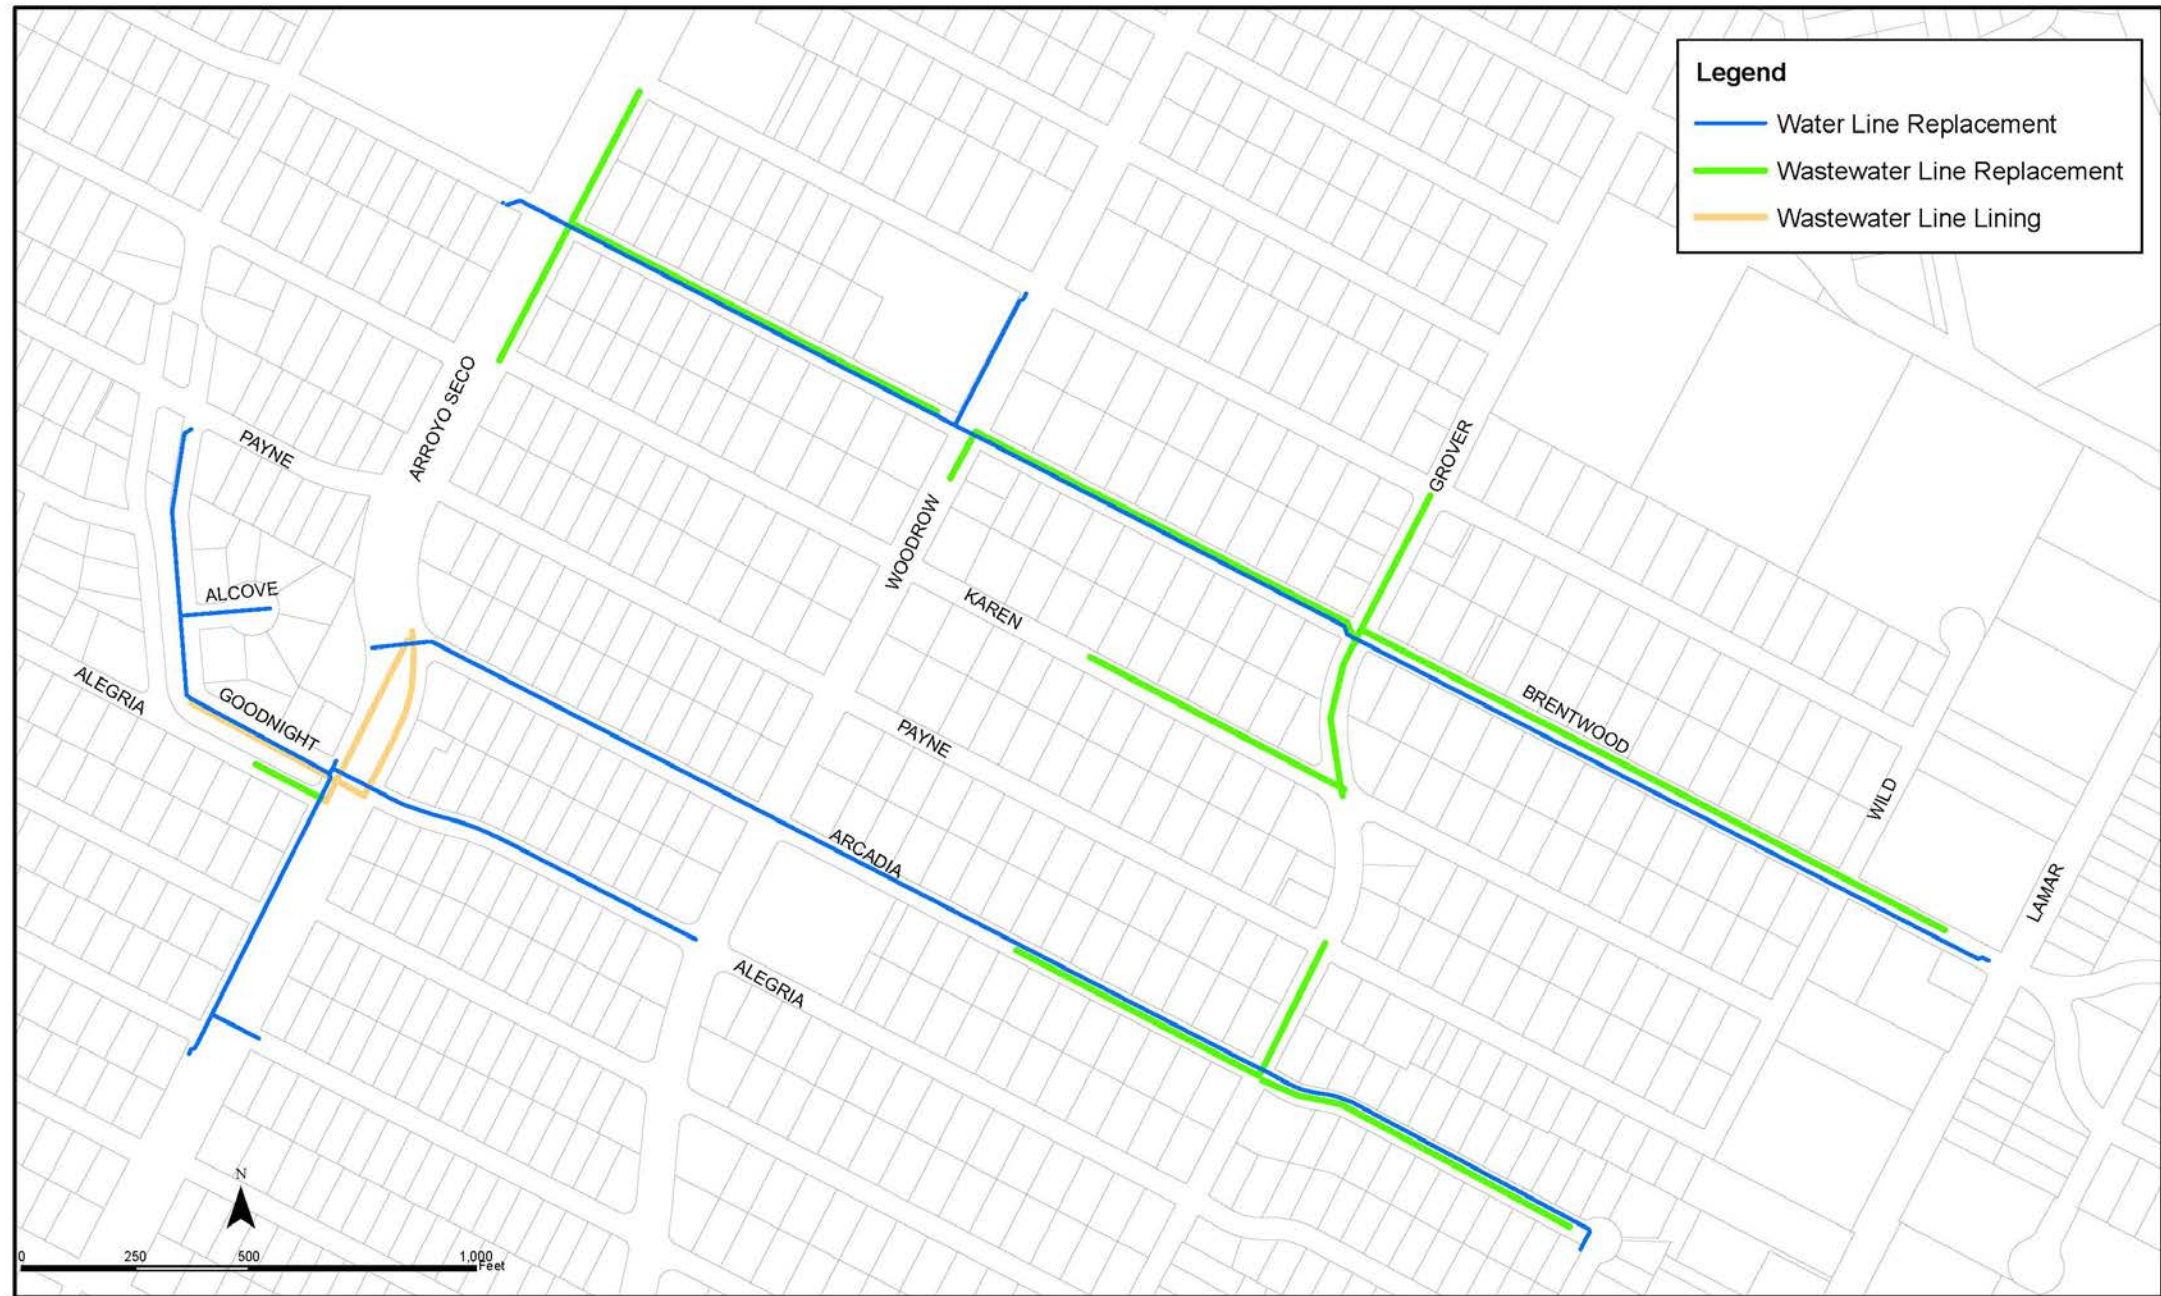 Legend
Water Line Replacement
Wastewater Line Replacement
Wastewater Line Lining
ARROYO SECO
PAYNE
GROVER
WOODROW
ALCOVE
KAREN
ALEGRIA
GOODNIGHT
BRENTWOOD
PAYNE
WILD
ARCADIA
LAMAR
ALEGRIA
N
0 250 500 1,000
Feet